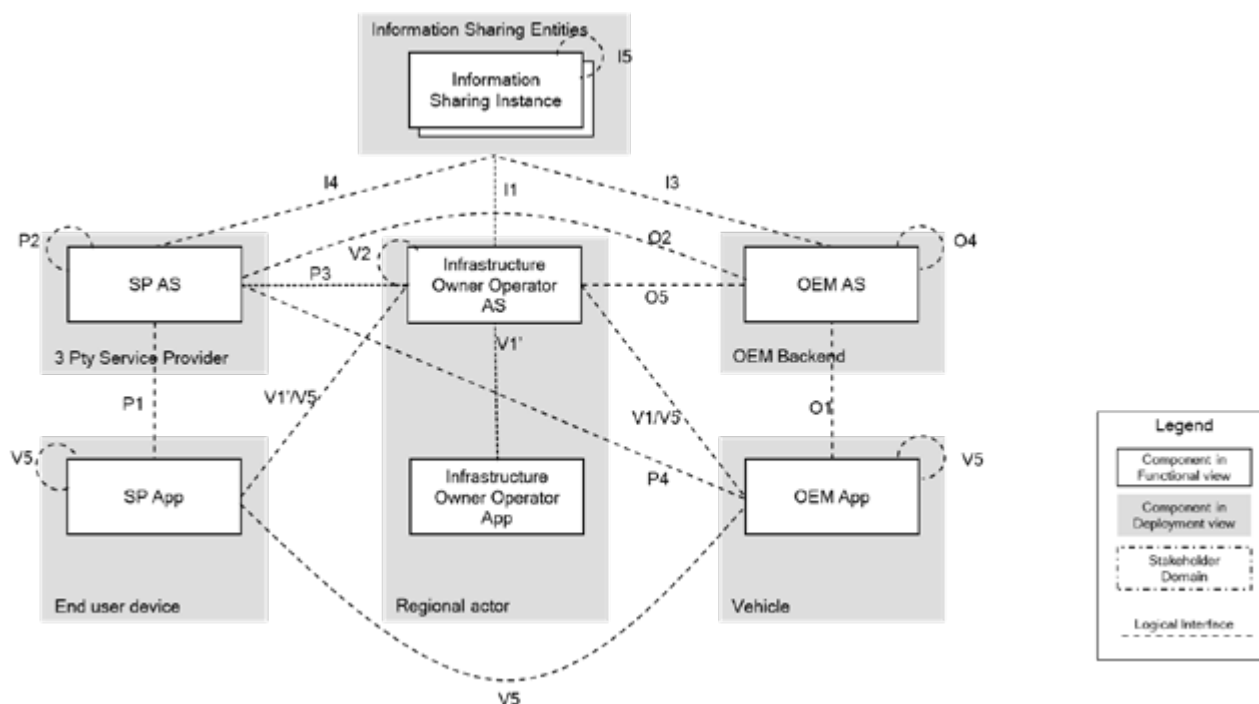 Information Sharing Entities
I5
Information
Sharing Instance
I4
I1
I3
P2
V2
O2
O4
SP AS
P3
Infrastructure
Owner Operator
AS
O5
OEM AS
3 Pty Service Provider
V1'
OEM Backend
P1
V1'/V5
V1/V5
O1
V5
P4
V5
SP App
Infrastructure
Owner Operator
App
OEM App
End user device
Regional actor
Vehicle
V5
Legend
Component in
Functional view
Component in
Deployment view
Stakeholder
Domain
Logical Interface